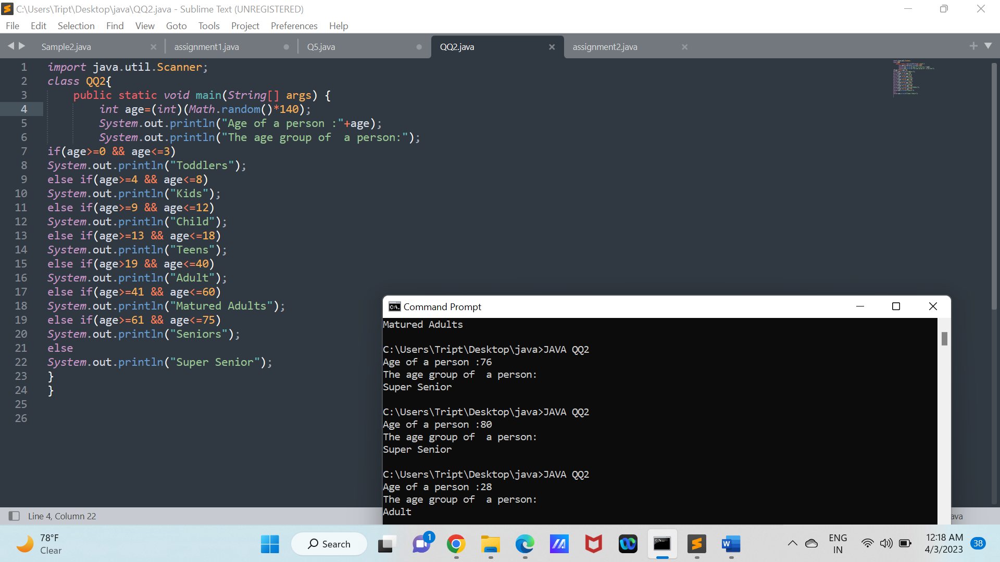 C:\Users\Tript\Desktop\java\QQ2.java - Sublime Text (UNREGISTERED)
File Edit Selection Find View Goto Tools Project Preferences Help
Sample2.java assignment1.java Q5.java QQ2.java assignment2.java
1 import java.util.Scanner;
2 class QQ2{
3 public static void main(String[] args) {
4 int age=(int)(Math.random()*140);
5 System.out.println("Age of a person :"+age);
6 System.out.println("The age group of  a person:");
7 if(age>=0 && age<=3)
8 System.out.println("Toddlers");
9 else if(age>=4 && age<=8)
10 System.out.println("Kids");
11 else if(age>=9 && age<=12)
12 System.out.println("Child");
13 else if(age>=13 && age<=18)
14 System.out.println("Teens");
15 else if(age>19 && age<=40)
16 System.out.println("Adult");
17 else if(age>=41 && age<=60)
18 System.out.println("Matured Adults");
19 else if(age>=61 && age<=75)
20 System.out.println("Seniors");
21 else
22 System.out.println("Super Senior");
23 }
24 }
25
26
Command Prompt
Matured Adults
C:\Users\Tript\Desktop\java>JAVA QQ2
Age of a person :76
The age group of  a person:
Super Senior
C:\Users\Tript\Desktop\java>JAVA QQ2
Age of a person :80
The age group of  a person:
Super Senior
C:\Users\Tript\Desktop\java>JAVA QQ2
Age of a person :28
The age group of  a person:
Adult
Line 4, Column 22
ava
78°F
Clear
Search
1
ENG
IN
12:18 AM
4/3/2023
38